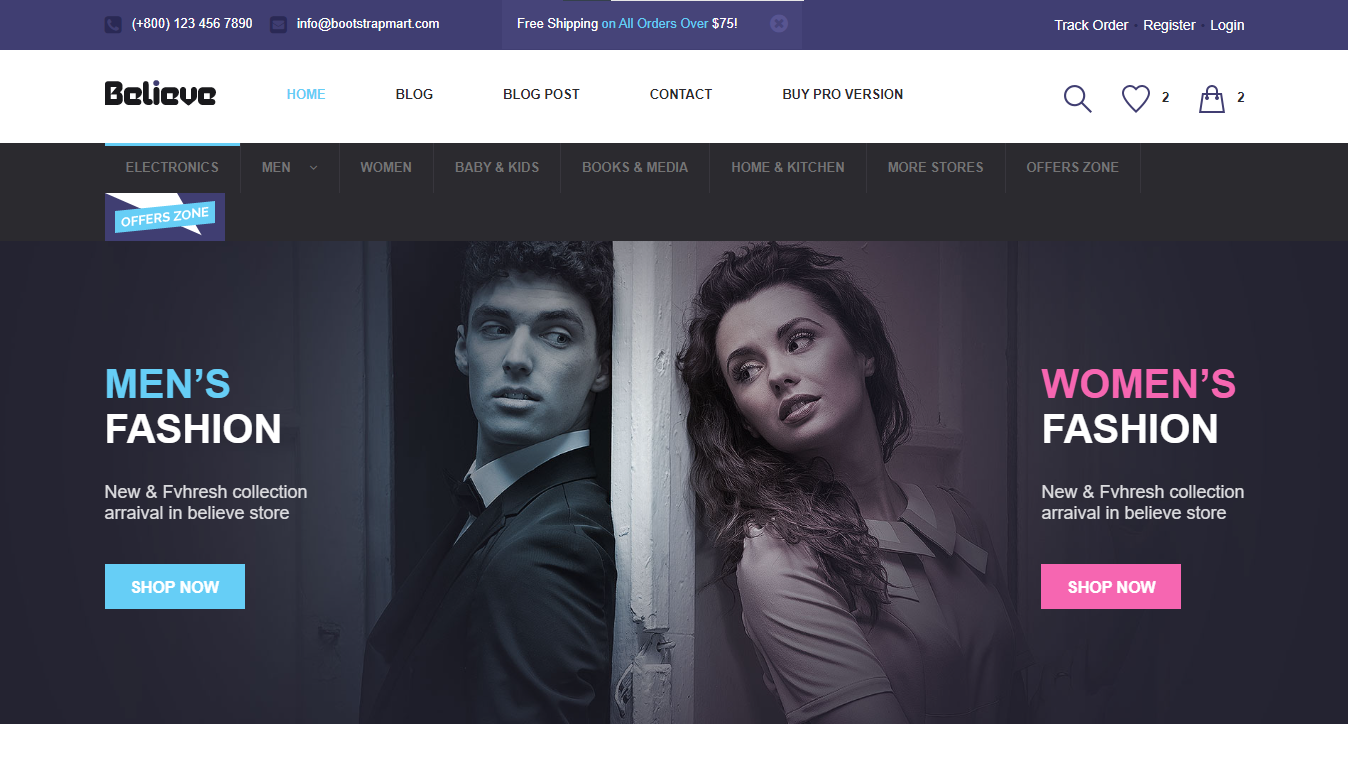 (+800) 123 456 7890 info@bootstrapmart.com Free Shipping on All Orders Over $75! Track Order Register Login
Believe HOME BLOG BLOG POST CONTACT BUY PRO VERSION 2 2
ELECTRONICS MEN WOMEN BABY & KIDS BOOKS & MEDIA HOME & KITCHEN MORE STORES OFFERS ZONE
OFFERS ZONE
MEN’S
FASHION
New & Fvhresh collection
arraival in believe store
SHOP NOW
WOMEN’S
FASHION
New & Fvhresh collection
arraival in believe store
SHOP NOW